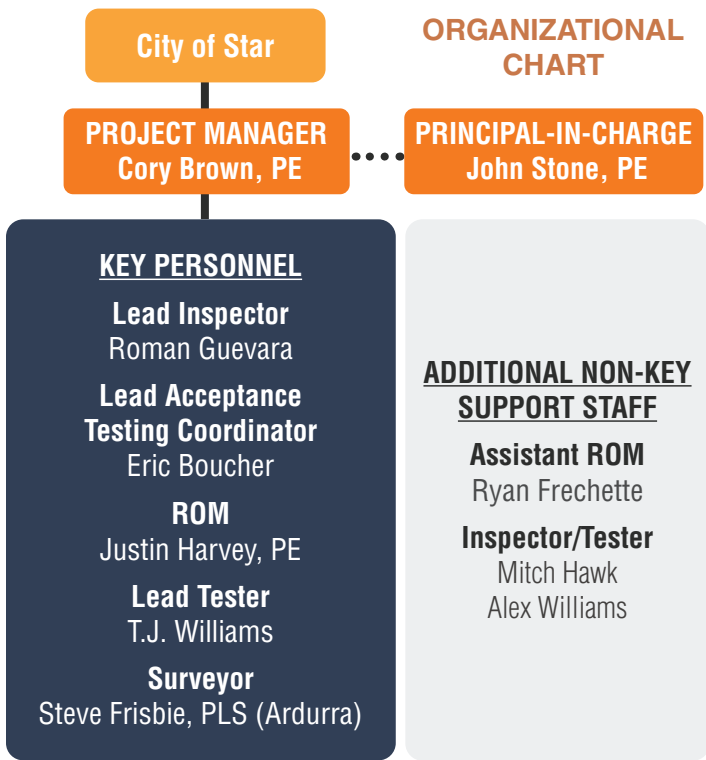 City of Star
ORGANIZATIONAL
CHART
PROJECT MANAGER
Cory Brown, PE
PRINCIPAL-IN-CHARGE
John Stone, PE
KEY PERSONNEL
Lead Inspector
Roman Guevara
Lead Acceptance
Testing Coordinator
Eric Boucher
ROM
Justin Harvey, PE
Lead Tester
T.J. Williams
Surveyor
Steve Frisbie, PLS (Ardurra)
ADDITIONAL NON-KEY
SUPPORT STAFF
Assistant ROM
Ryan Frechette
Inspector/Tester
Mitch Hawk
Alex Williams